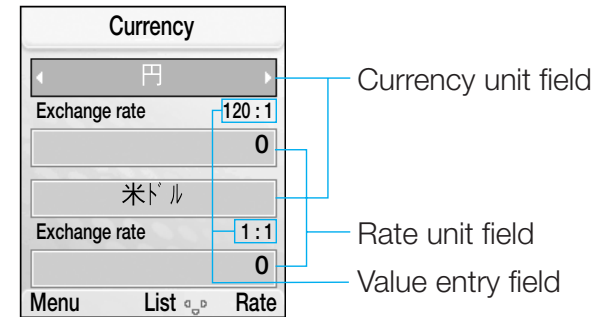 Currency
円
Exchange rate 120 : 1
0
米ﾄﾞﾙ
Exchange rate 1 : 1
0
Menu List Rate
Currency unit field
Rate unit field
Value entry field